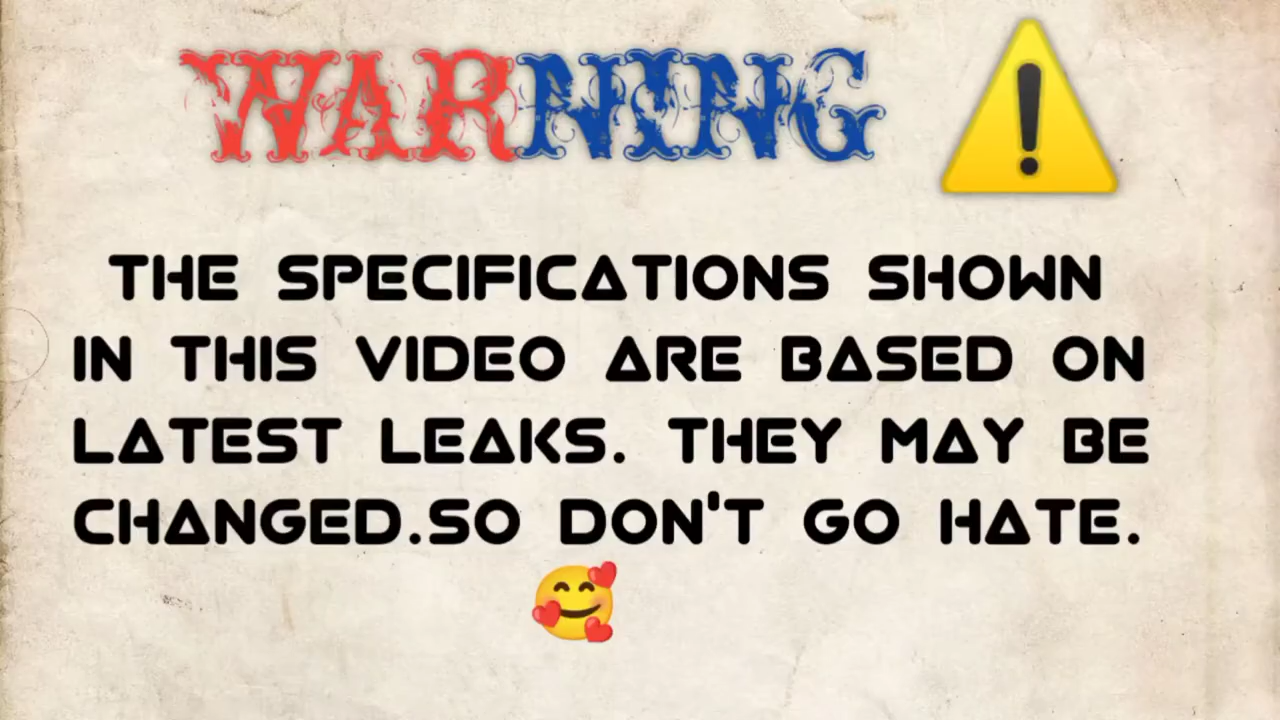 WARNING ⚠️
THE SPECIFICATIONS SHOWN
IN THIS VIDEO ARE BASED ON
LATEST LEAKS. THEY MAY BE
CHANGED.SO DON'T GO HATE.
🥰